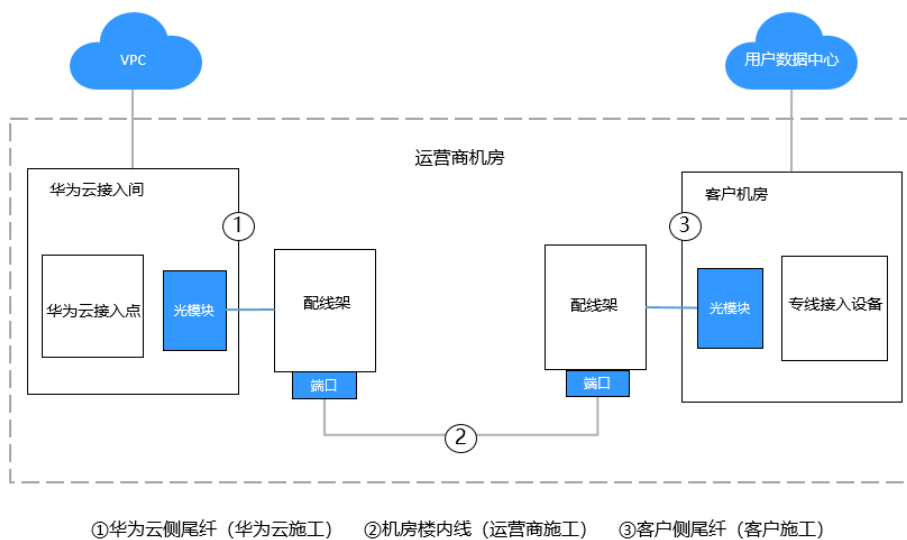 VPC
用户数据中心
运营商机房
华为云接入间
客户机房
①
③
华为云接入点
光模块
配线架
配线架
光模块
专线接入设备
端口
端口
②
①华为云侧尾纤（华为云施工） ②机房楼内线（运营商施工） ③客户侧尾纤（客户施工）